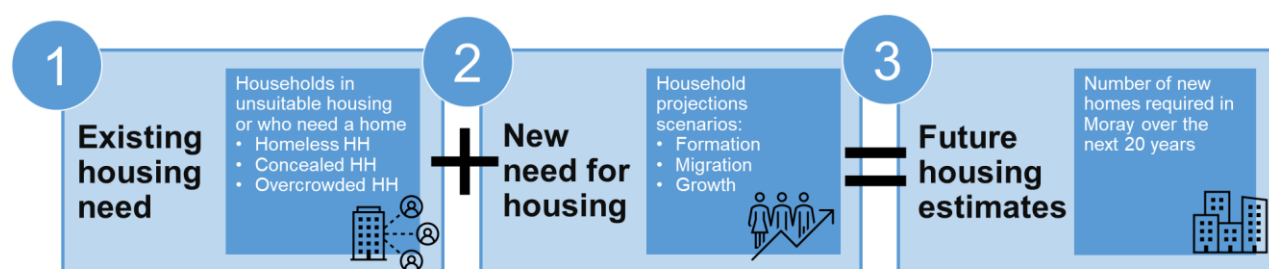 1
Existing
housing
need
Households in
unsuitable housing
or who need a home
• Homeless HH
• Concealed HH
• Overcrowded HH
+
2
New
need for
housing
Household
projections
scenarios:
• Formation
• Migration
• Growth
=
3
Future
housing
estimates
Number of new
homes required in
Moray over the
next 20 years